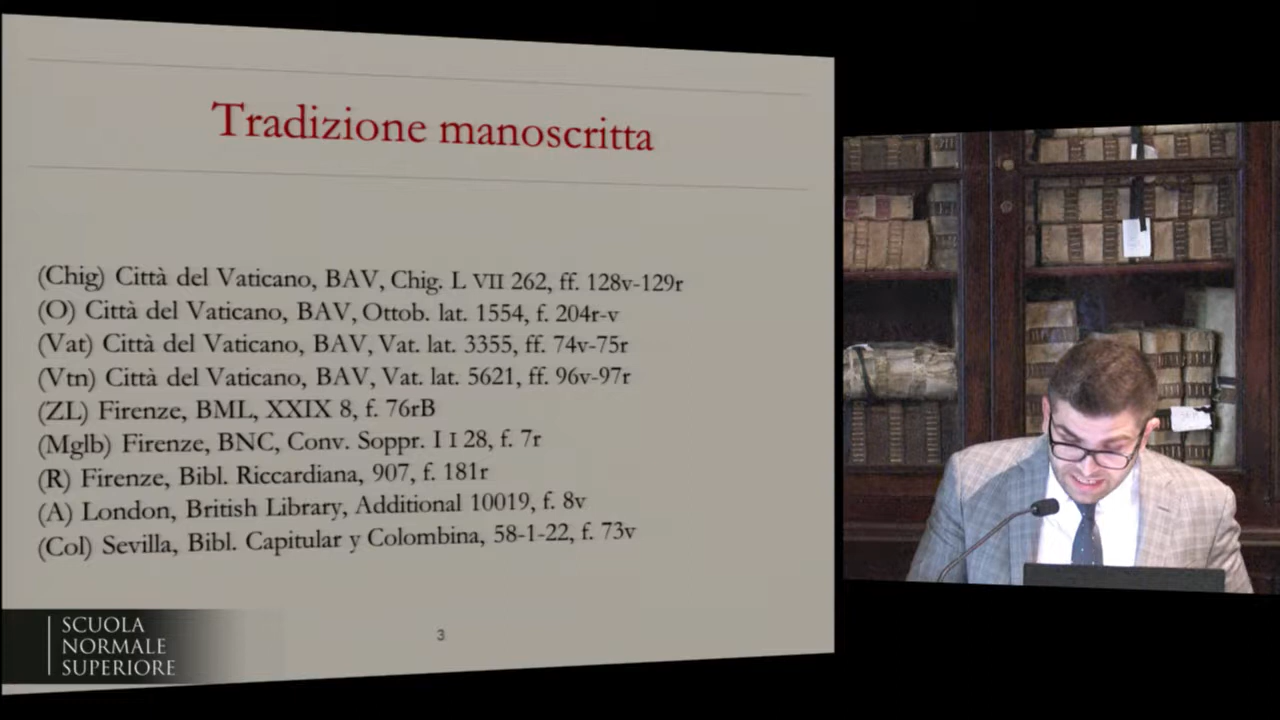 Tradizione manoscritta
(Chig) Città del Vaticano, BAV, Chig. L VII 262, ff. 128v-129r
(O) Città del Vaticano, BAV, Ottob. lat. 1554, f. 204r-v
(Vat) Città del Vaticano, BAV, Vat. lat. 3355, ff. 74v-75r
(Vtn) Città del Vaticano, BAV, Vat. lat. 5621, ff. 96v-97r
(ZL) Firenze, BML, XXIX 8, f. 76rB
(Mglb) Firenze, BNC, Conv. Soppr. I I 28, f. 7r
(R) Firenze, Bibl. Riccardiana, 907, f. 181r
(A) London, British Library, Additional 10019, f. 8v
(Col) Sevilla, Bibl. Capitular y Colombina, 58-1-22, f. 73v
3
SCUOLA
NORMALE
SUPERIORE